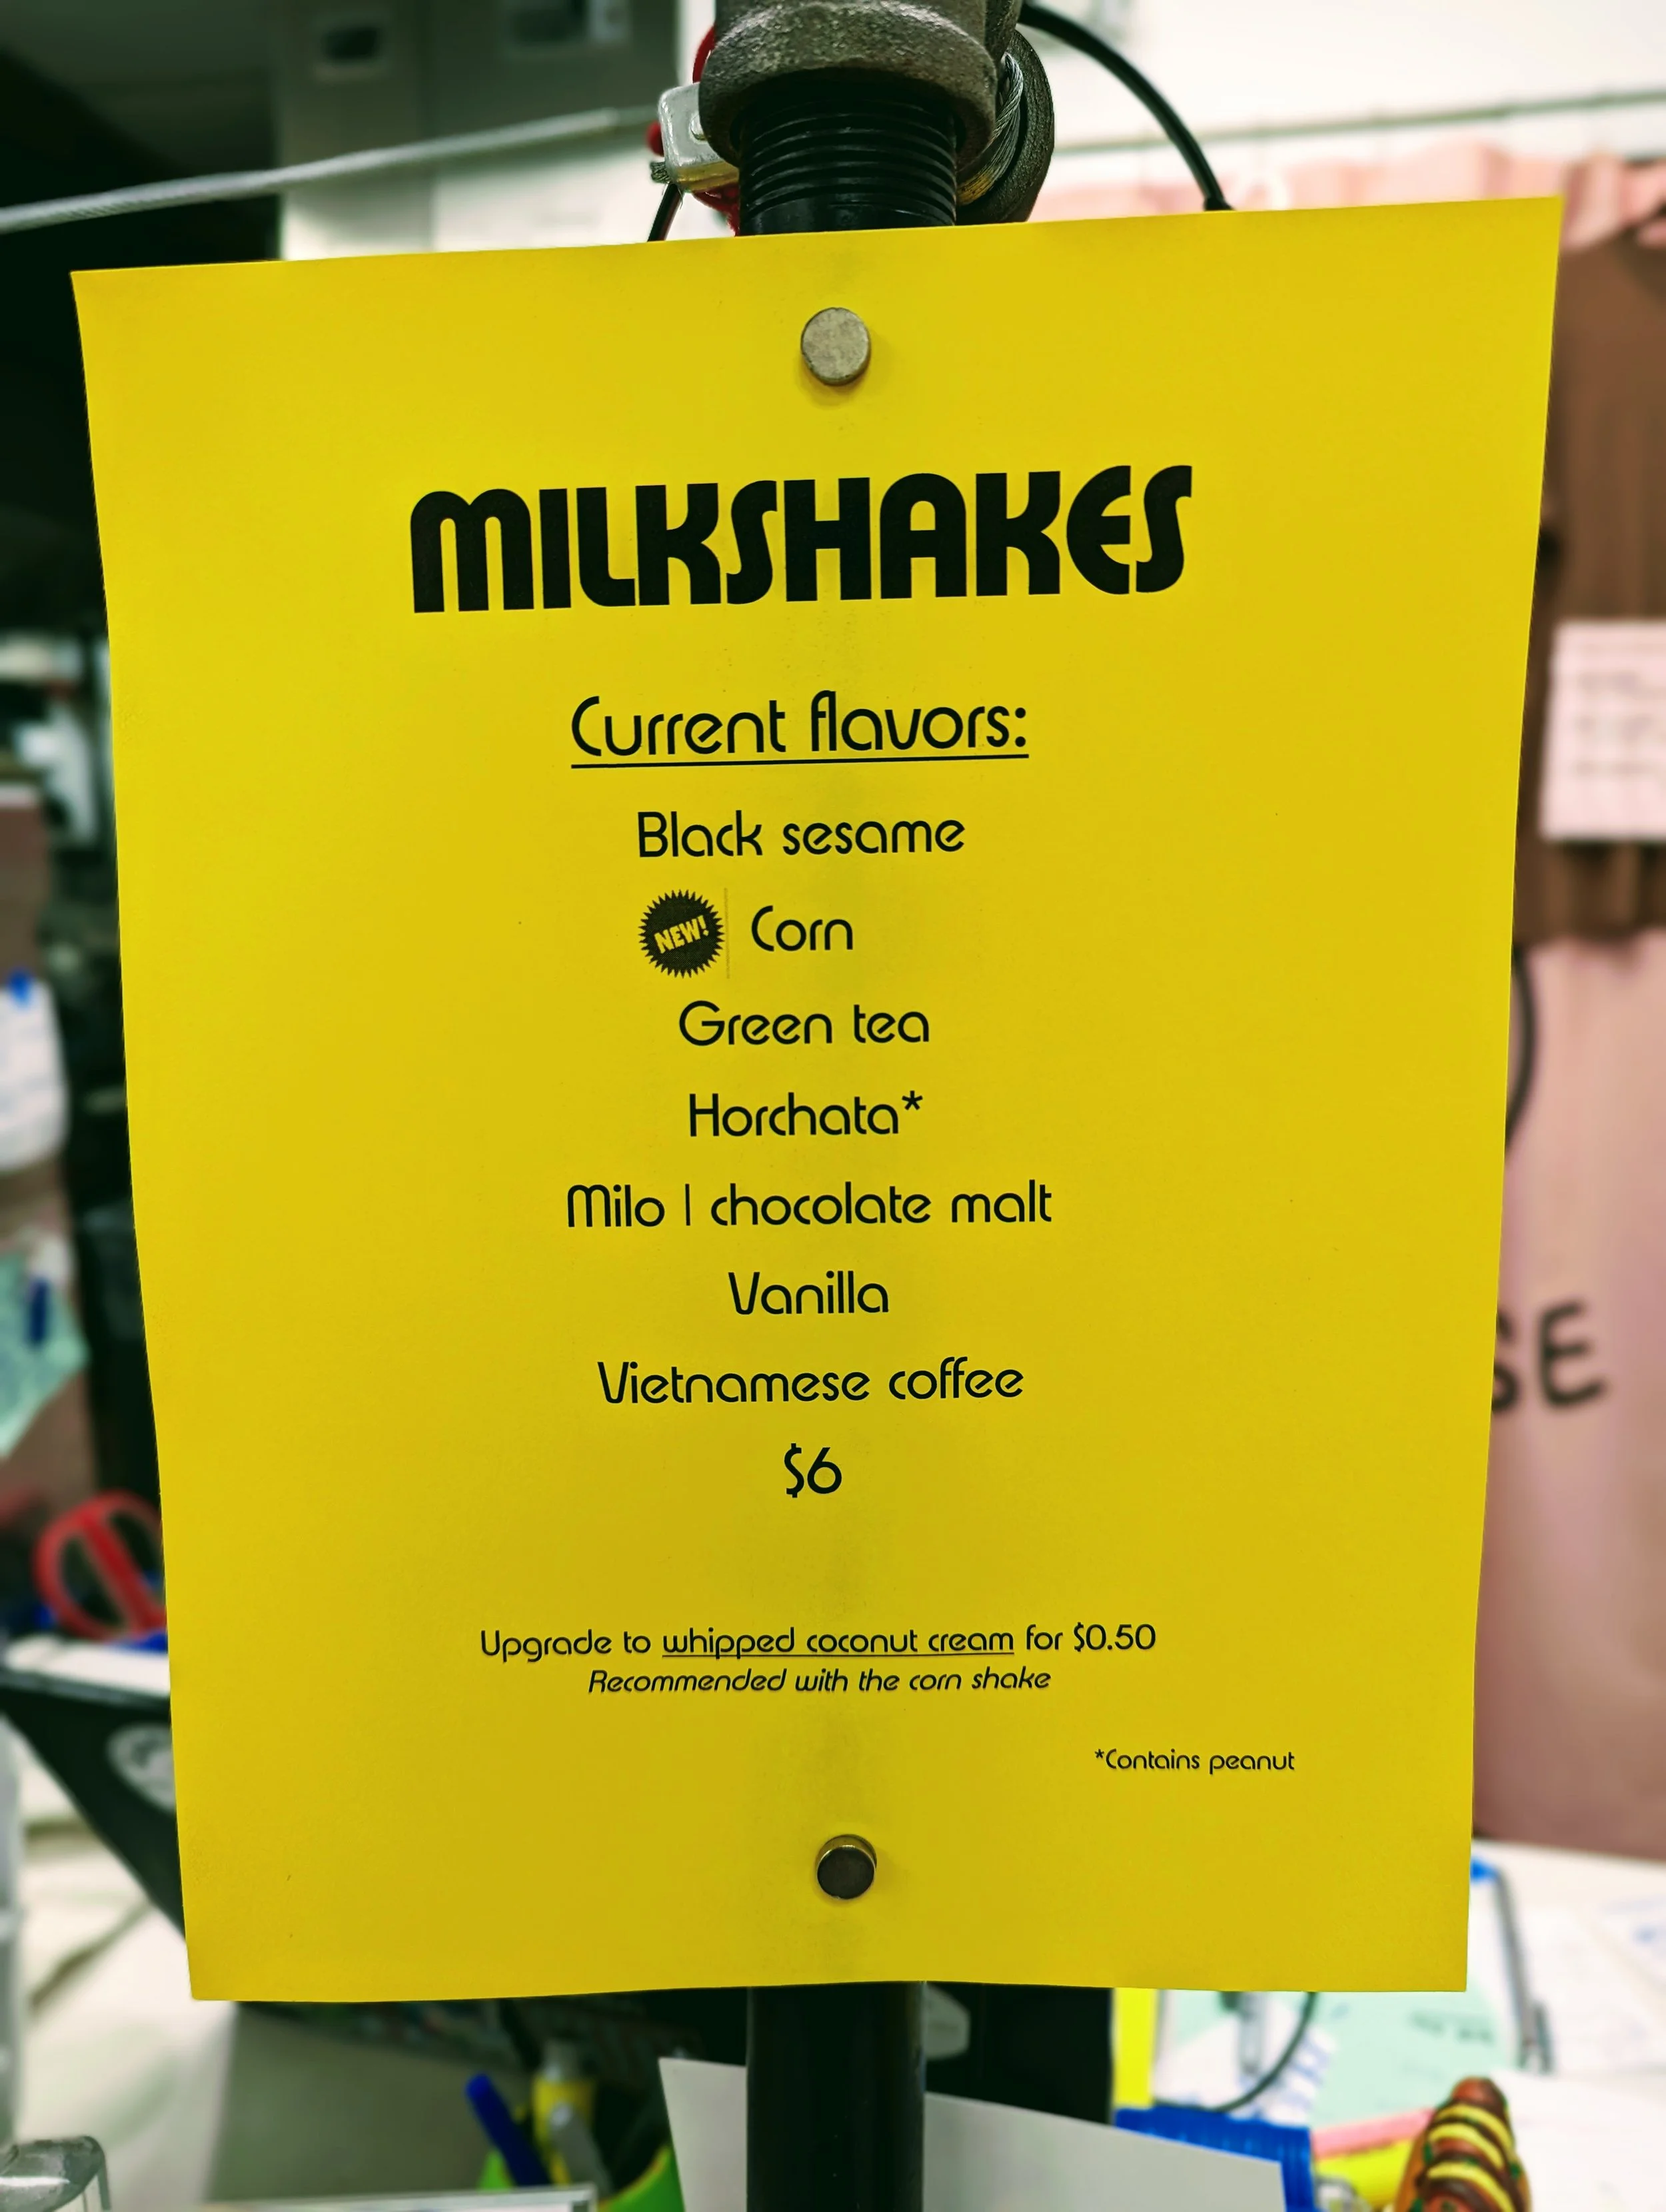 MILKSHAKES
Current flavors:
Black sesame
NEW! Corn
Green tea
Horchata*
Milo | chocolate malt
Vanilla
Vietnamese coffee
$6
Upgrade to whipped coconut cream for $0.50
Recommended with the corn shake
*Contains peanut
SE